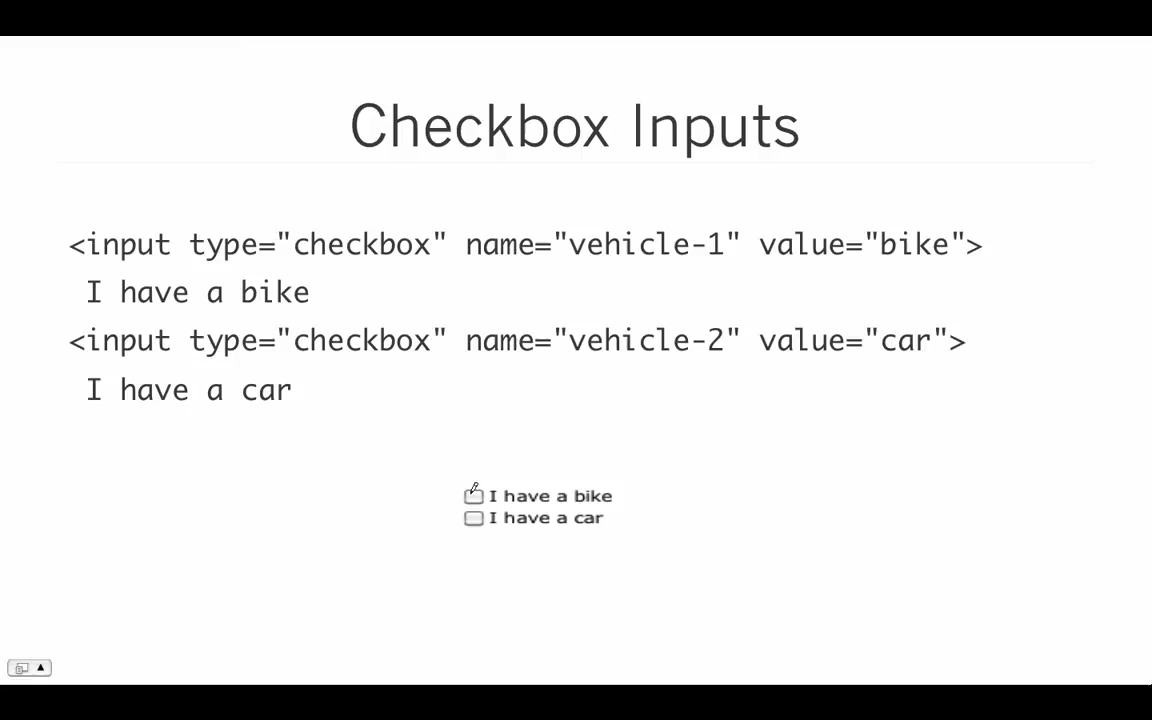 Checkbox Inputs
<input type="checkbox" name="vehicle-1" value="bike">
I have a bike
<input type="checkbox" name="vehicle-2" value="car">
I have a car
I have a bike
I have a car